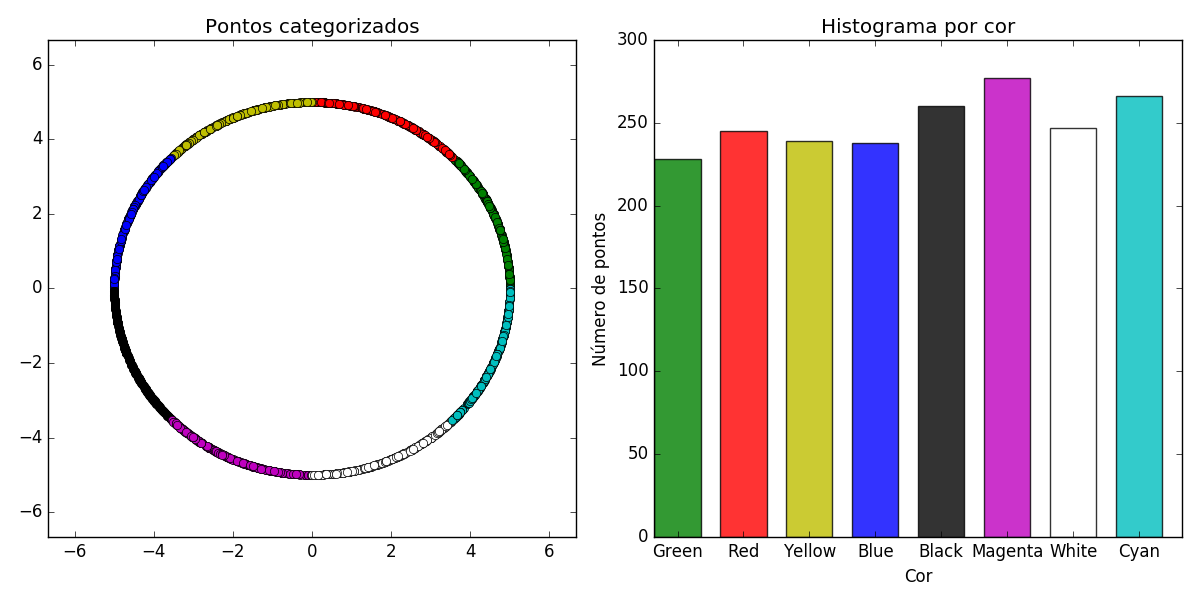 Pontos categorizados
6
4
2
0
−2
−4
−6
−6 −4 −2 0 2 4 6
Histograma por cor
Número de pontos
300
250
200
150
100
50
0
Green Red Yellow Blue Black Magenta White Cyan
Cor